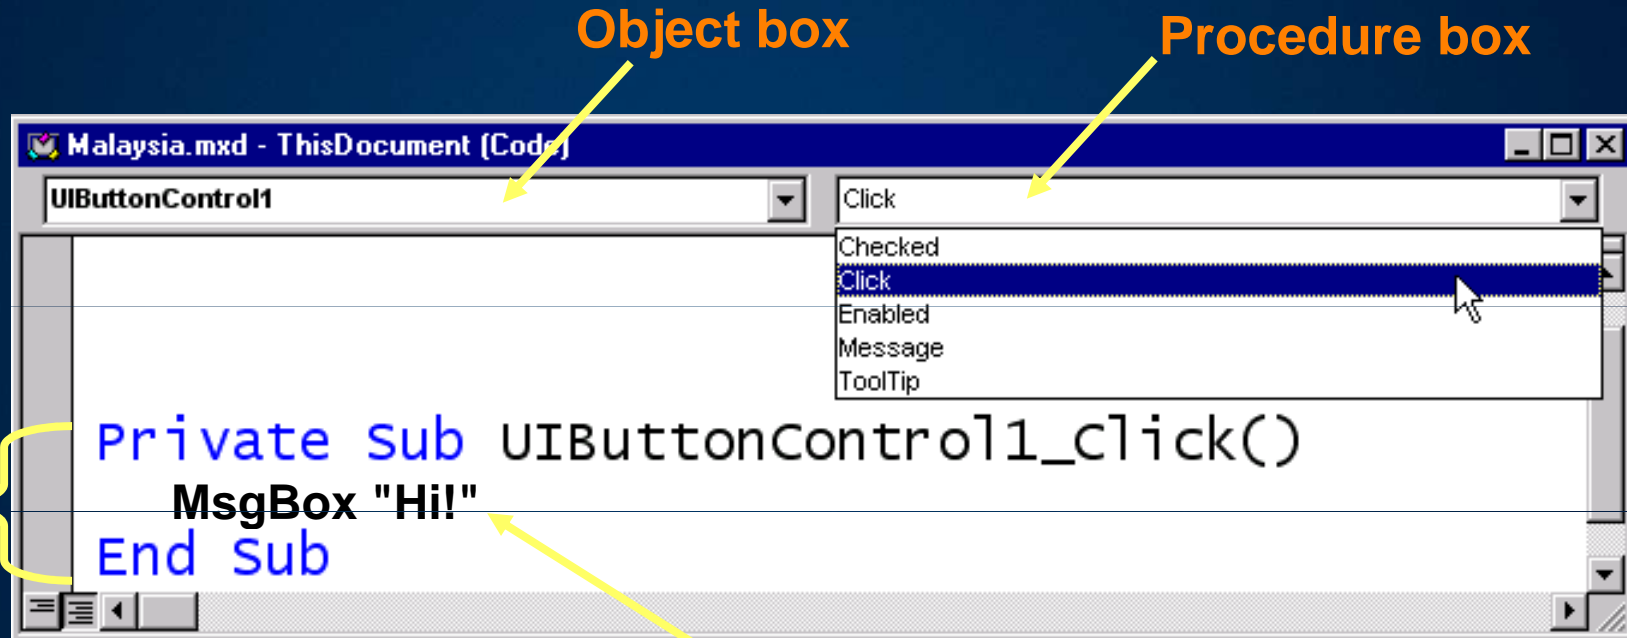 Object box
Procedure box
Malaysia.mxd - ThisDocument (Code)
UIButtonControl1
Click
Checked
Click
Enabled
Message
ToolTip
Private Sub UIButtonControl1_Click()
MsgBox "Hi!"
End Sub